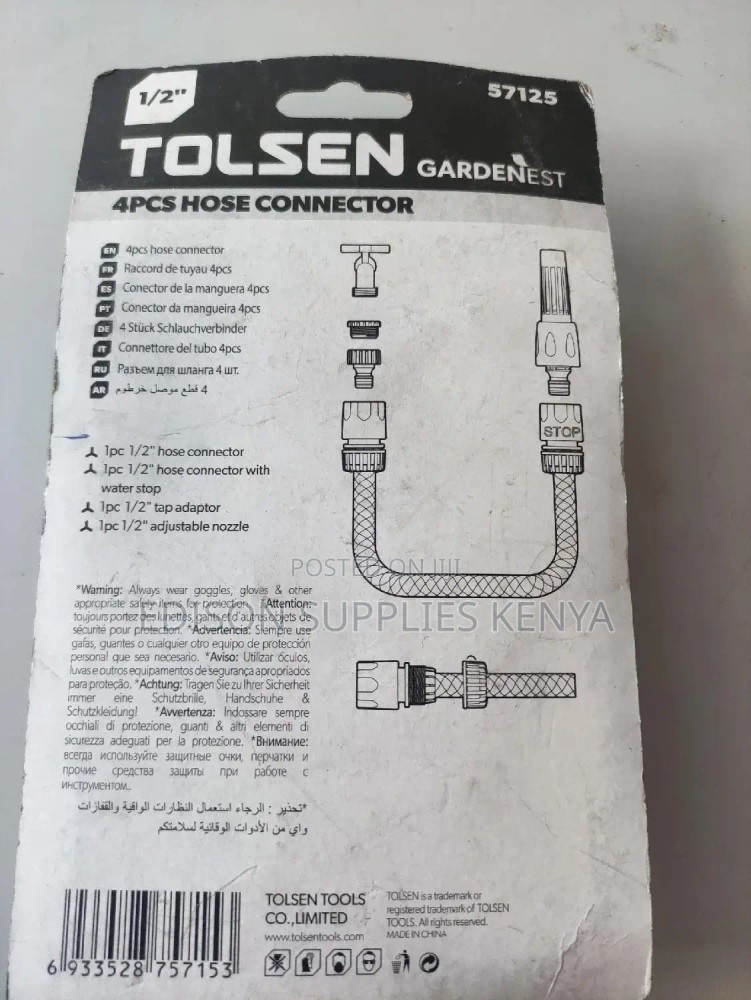 1/2"
57125
TOLSEN GARDENEST
4PCS HOSE CONNECTOR
EN 4pcs hose connector
FR Raccord de tuyau 4pcs
ES Conector de la manguera 4pcs
PT Conector da mangueira 4pcs
DE 4 Stück Schlauchverbinder
IT Connettore del tubo 4pcs
RU Разъем для шланга 4 шт.
AR 4 قطع موصل خرطوم
1pc 1/2" hose connector
1pc 1/2" hose connector with
water stop
1pc 1/2" tap adaptor
1pc 1/2" adjustable nozzle
STOP
*Warning: Always wear goggles, gloves & other
appropriate safety items for protection. *Attention:
toujours portez des lunettes, gants et d'autres objets de
sécurité pour protection. *Advertencia: Siempre use
gafas, guantes o cualquier otro equipo de protección
personal que sea necesario. *Aviso: Utilizar óculos,
luvas e outros equipamentos de segurança apropriados
para proteção. *Achtung: Tragen Sie zu Ihrer Sicherheit
immer eine Schutzbrille, Handschuhe &
Schutzkleidung! *Avvertenza: Indossare sempre
occhiali di protezione, guanti & altri elementi di
sicurezza adeguati per la protezione. *Внимание:
всегда используйте защитные очки, перчатки и
прочие средства защиты при работе с
инструментом..
*تحذير : الرجاء استعمال النظارات الواقية والقفازات
واي من الأدوات الوقائية لسلامتكم
POSTED ON JIJI
EDISON SUPPLIES KENYA
6 933528 757153
TOLSEN TOOLS
CO.,LIMITED
www.tolsentools.com
TOLSEN is a trademark or
registered trademark of TOLSEN
TOOLS. All rights reserved.
MADE IN CHINA